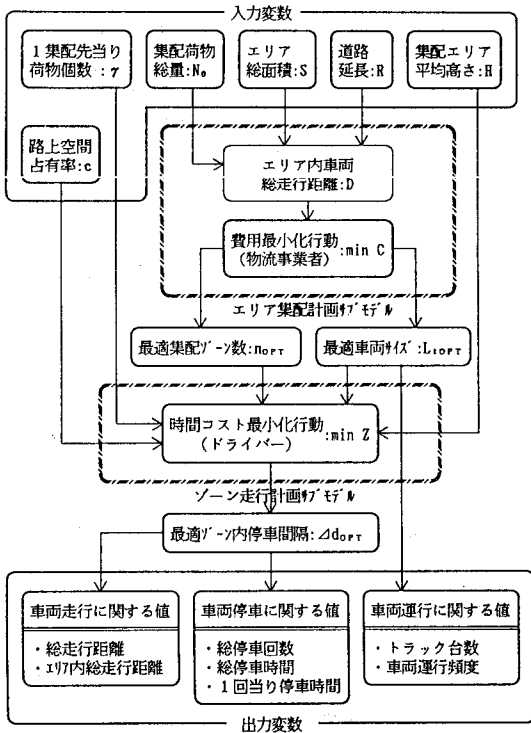 入力変数
1集配先当り
荷物個数:γ
集配荷物
総量:N₀
エリア
総面積:S
道路
延長:R
集配エリア
平均高さ:H
路上空間
占有率:c
エリア内車両
総走行距離:D
費用最小化行動
(物流事業者)
:min C
エリア集配計画ｻﾌﾞﾓﾃﾞﾙ
最適集配ｿﾞｰﾝ数:nOPT
最適車両ｻｲｽﾞ:LtOPT
時間コスト最小化行動
(ドライバー)
:min Z
ゾーン走行計画ｻﾌﾞﾓﾃﾞﾙ
最適ｿﾞｰﾝ内停車間隔:⊿dOPT
車両走行に関する値
・総走行距離
・ｴﾘｱ内総走行距離
車両停車に関する値
・総停車回数
・総停車時間
・1回当り停車時間
車両運行に関する値
・トラック台数
・車両運行頻度
出力変数